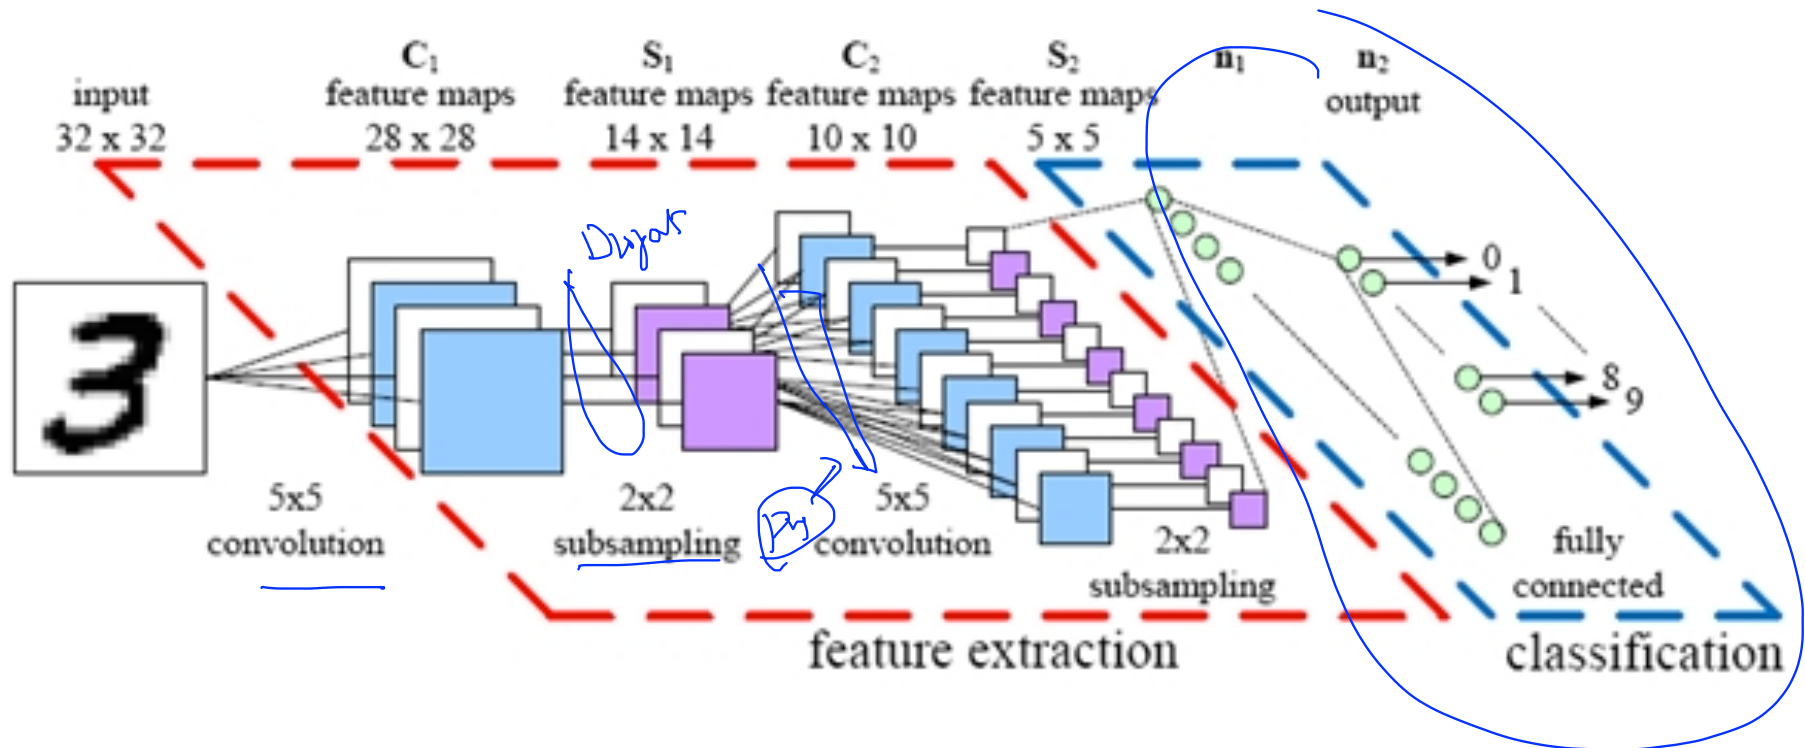 C₁
S₁
C₂
S₂
n₁
n₂
input
feature maps
feature maps
feature maps
feature maps
output
32 x 32
28 x 28
14 x 14
10 x 10
5 x 5
0
1
8
9
5x5
convolution
2x2
subsampling
5x5
convolution
2x2
subsampling
fully
connected
feature extraction
classification